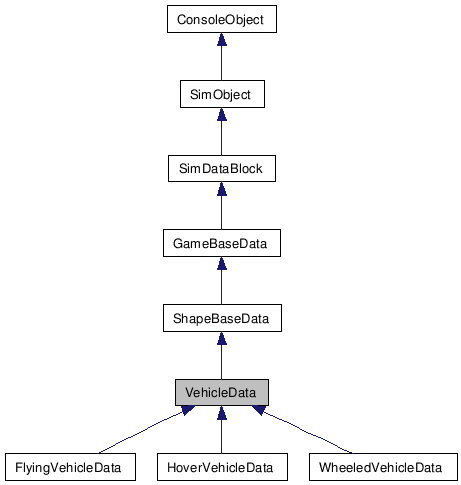 ConsoleObject
SimObject
SimDataBlock
GameBaseData
ShapeBaseData
VehicleData
FlyingVehicleData
HoverVehicleData
WheeledVehicleData